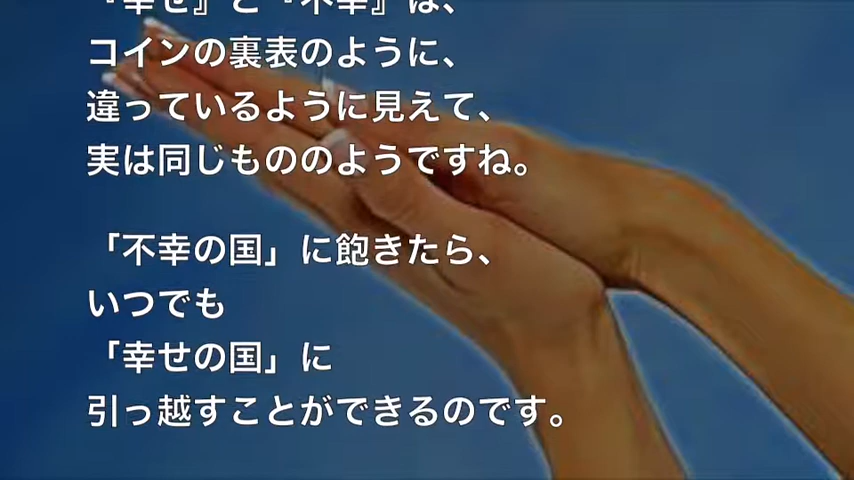 『幸せ』と『不幸』は、
コインの裏表のように、
違っているように見えて、
実は同じもののようですね。
「不幸の国」に飽きたら、
いつでも
「幸せの国」に
引っ越すことができるのです。